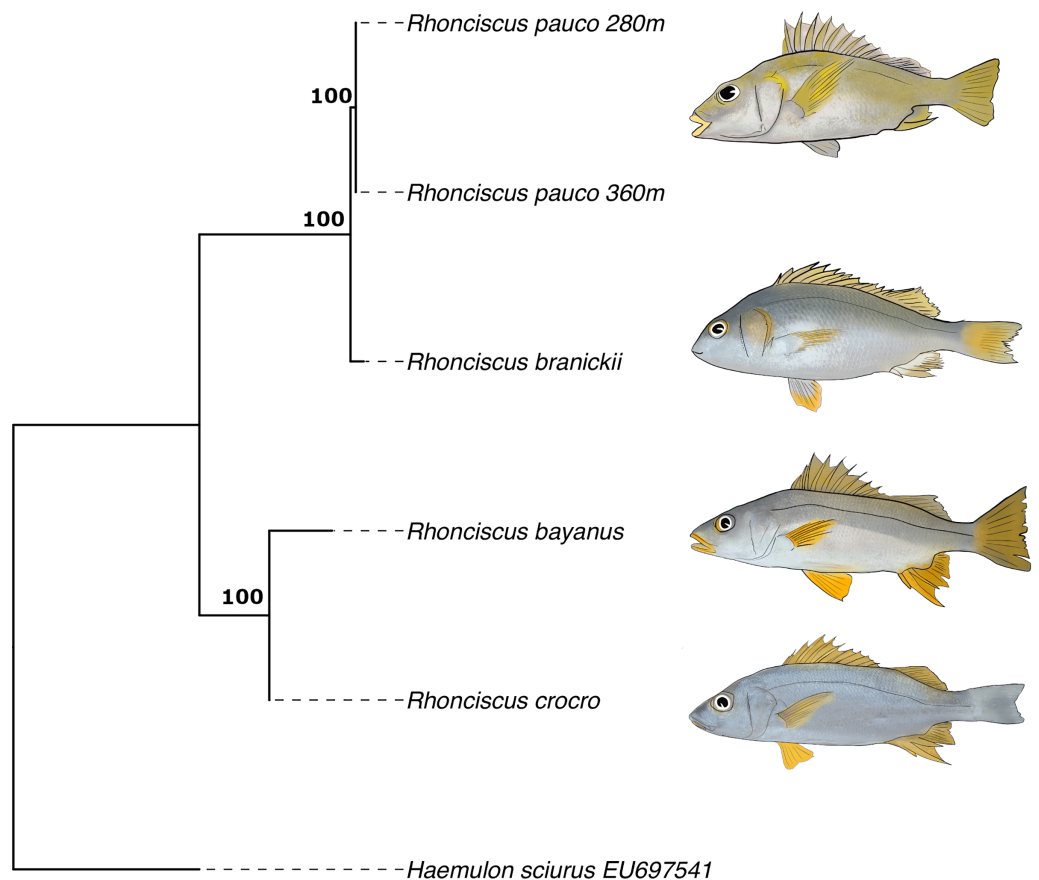 Rhonciscus pauco 280m
100
Rhonciscus pauco 360m
100
Rhonciscus branickii
Rhonciscus bayanus
100
Rhonciscus crocro
Haemulon sciurus EU697541